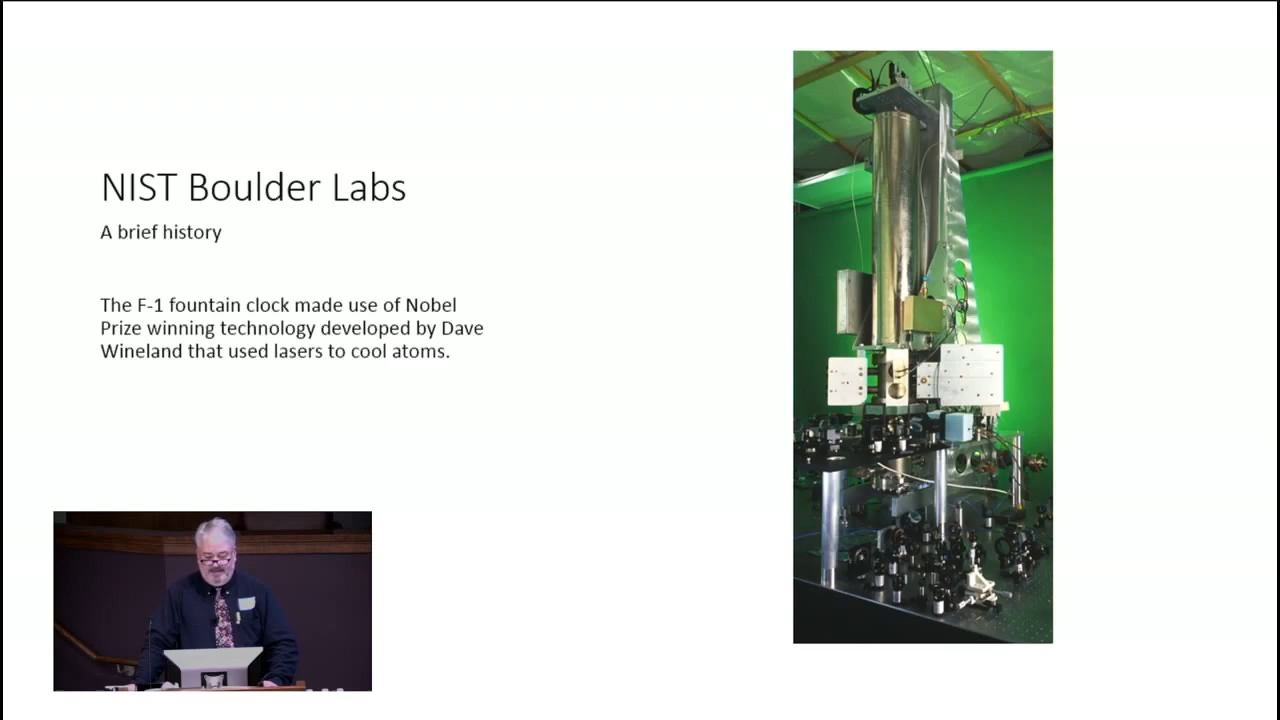 NIST Boulder Labs
A brief history
The F-1 fountain clock made use of Nobel
Prize winning technology developed by Dave
Wineland that used lasers to cool atoms.